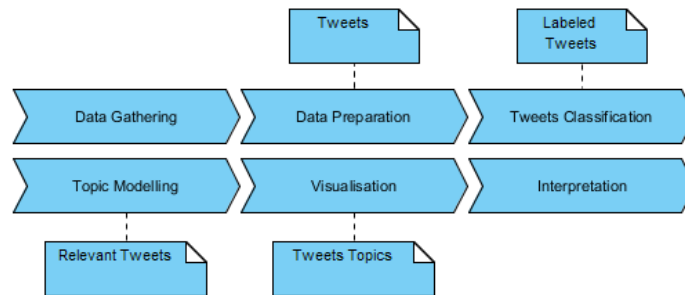 Tweets
Labeled
Tweets
Data Gathering
Data Preparation
Tweets Classification
Topic Modelling
Visualisation
Interpretation
Relevant Tweets
Tweets Topics